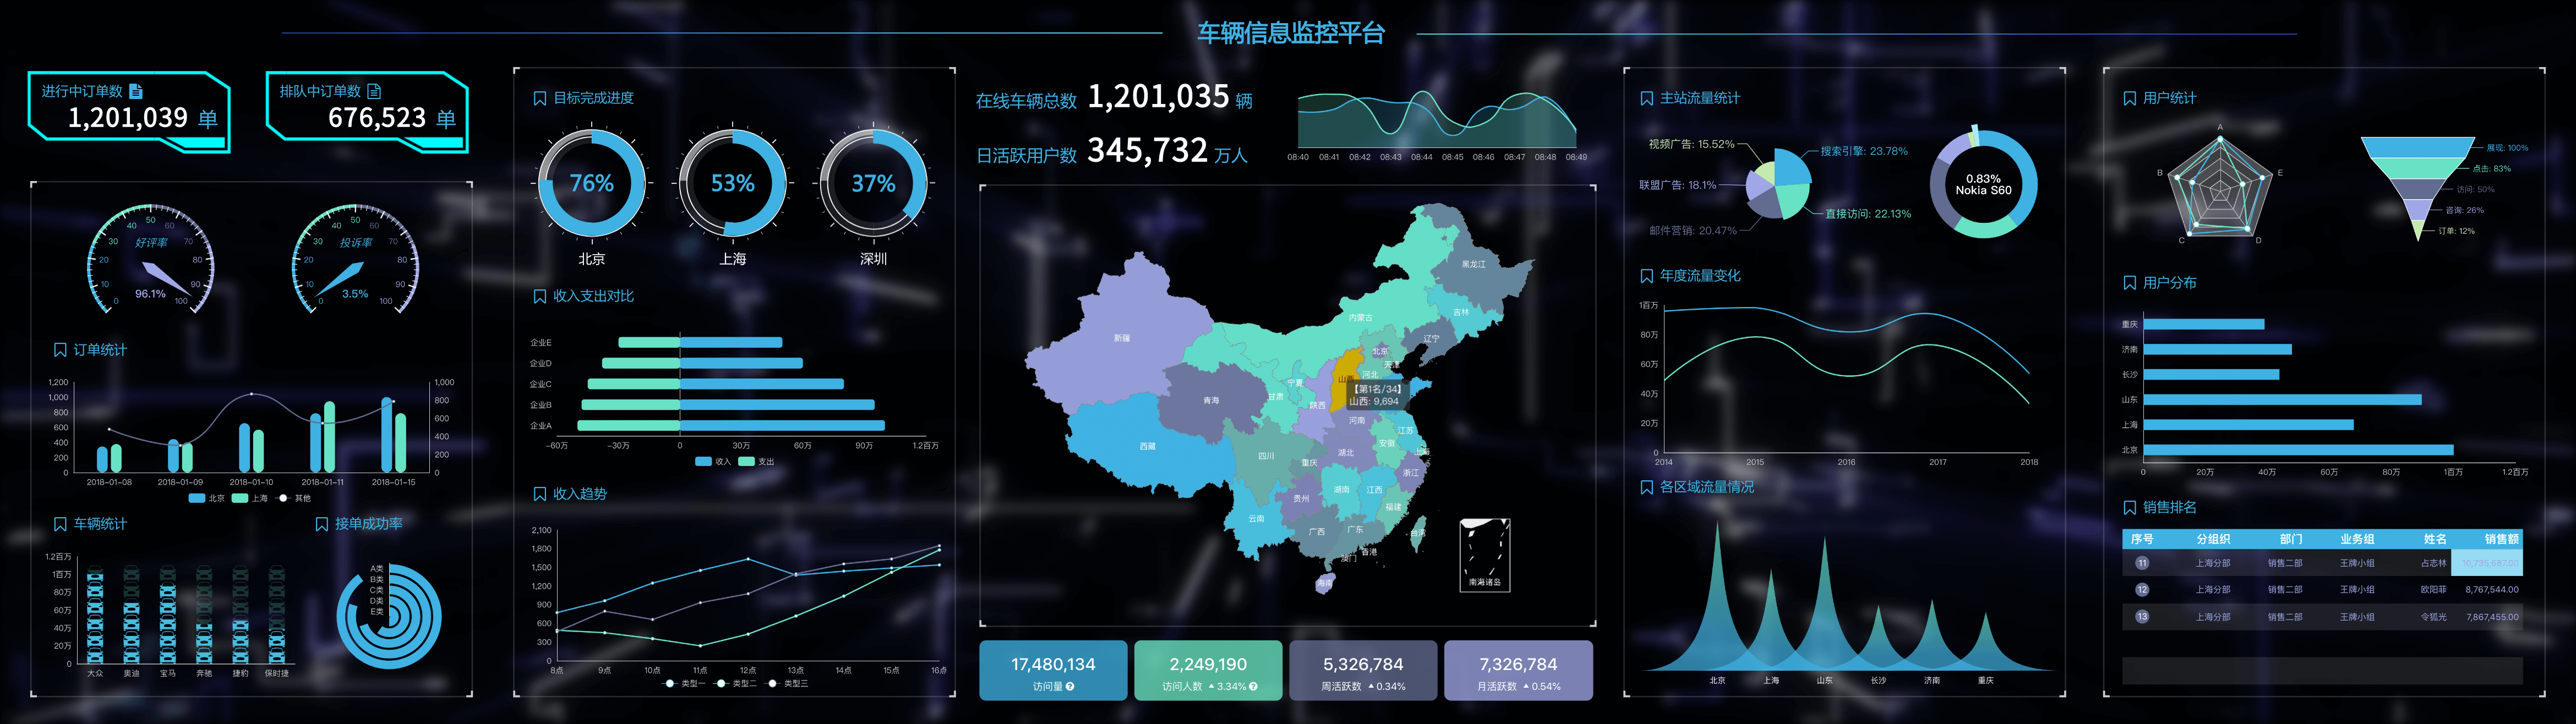 车辆信息监控平台
进行中订单数
1,201,039 单
排队中订单数
676,523 单
0 10 20 30 40 50 60 70 80 90 100
好评率
96.1%
0 10 20 30 40 50 60 70 80 90 100
投诉率
3.5%
订单统计
1,200
1,000
800
600
400
200
0
1,000
800
600
400
200
0
2018-01-08 2018-01-09 2018-01-10 2018-01-11 2018-01-15
北京 上海 其他
车辆统计
1.2百万
1百万
80万
60万
40万
20万
0
大众 奥迪 宝马 奔驰 捷豹 保时捷
接单成功率
A类
B类
C类
D类
E类
目标完成进度
76% 53% 37%
北京 上海 深圳
收入支出对比
企业E
企业D
企业C
企业B
企业A
-60万 -30万 0 30万 60万 90万 1.2百万
收入 支出
收入趋势
2,100
1,800
1,500
1,200
900
600
300
0
8点 9点 10点 11点 12点 13点 14点 15点 16点
类型一 类型二 类型三
在线车辆总数 1,201,035 辆
日活跃用户数 345,732 万人
08:40 08:41 08:42 08:43 08:44 08:45 08:46 08:47 08:48 08:49
黑龙江
吉林
内蒙古
辽宁
新疆
北京
天津
河北
山西
宁夏
【第1名/34】
山西: 9,694
青海
甘肃
陕西
河南
江苏
安徽
西藏
四川
湖北
上海
重庆
浙江
湖南
江西
贵州
福建
云南
广西
广东
台湾
香港
澳门
海南
南海诸岛
17,480,134
访问量
2,249,190
访问人数 3.34%
5,326,784
周活跃数 0.34%
7,326,784
月活跃数 0.54%
主站流量统计
视频广告: 15.52%
搜索引擎: 23.78%
联盟广告: 18.1%
直接访问: 22.13%
邮件营销: 20.47%
0.83%
Nokia S60
年度流量变化
1百万
80万
60万
40万
20万
0
2014 2015 2016 2017 2018
各区域流量情况
北京 上海 山东 长沙 济南 重庆
用户统计
A
B
C
D
E
展现: 100%
点击: 83%
访问: 50%
咨询: 26%
订单: 12%
用户分布
重庆
济南
长沙
山东
上海
北京
0 20万 40万 60万 80万 1百万 1.2百万
销售排名
序号 分组织 部门 业务组 姓名 销售额
11 上海分部 销售二部 王牌小组 占志林 10,735,687.00
12 上海分部 销售二部 王牌小组 欧阳菲 8,767,544.00
13 上海分部 销售二部 王牌小组 令狐光 7,867,455.00